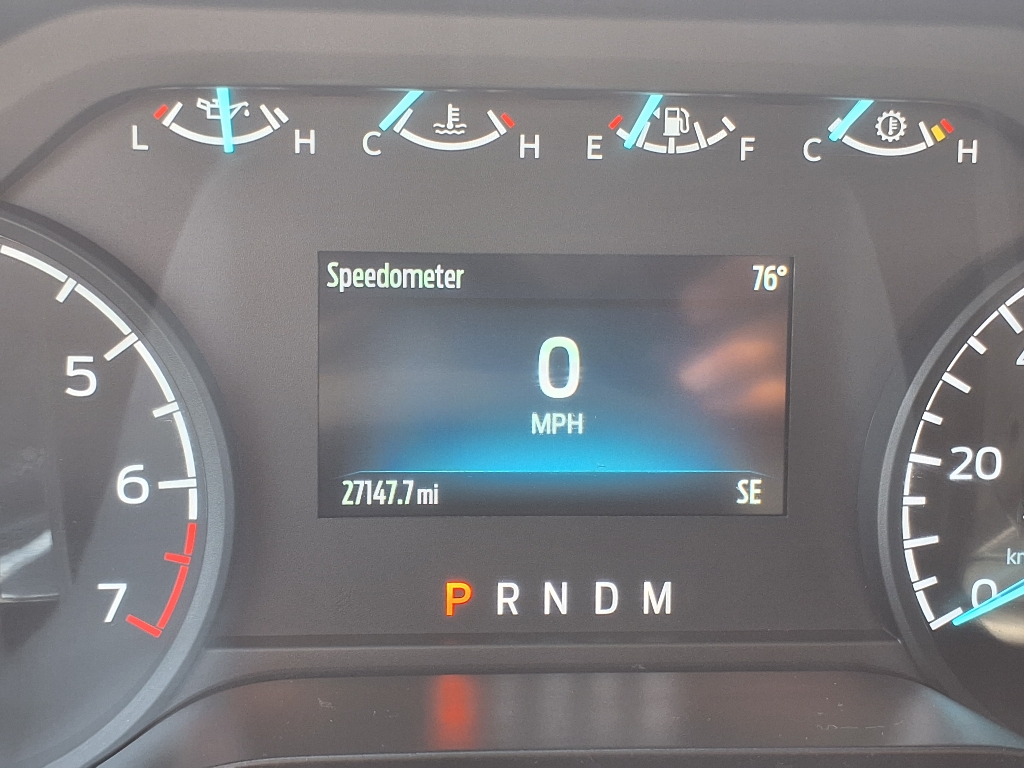 L H C H E F C H
Speedometer 76°
0
MPH
27147.7 mi SE
P R N D M
5
6
7
20
0